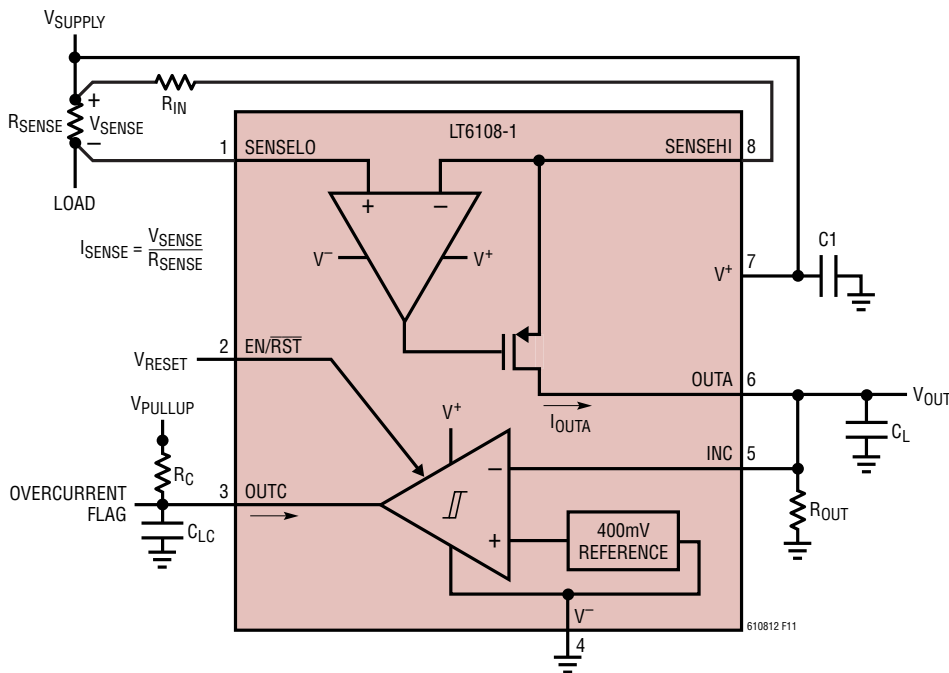 VSUPPLY
+
RIN
RSENSE
VSENSE
–
LT6108-1
1
SENSELO
SENSEHI
8
LOAD
+
–
ISENSE = VSENSE
RSENSE
V–
V+
C1
7
V+
2
EN/RST
VRESET
OUTA
6
VOUT
VPULLUP
V+
IOUTA
CL
INC
5
RC
–
OVERCURRENT
FLAG
3
OUTC
ROUT
CLC
+
400mV
REFERENCE
V–
4
610812 F11